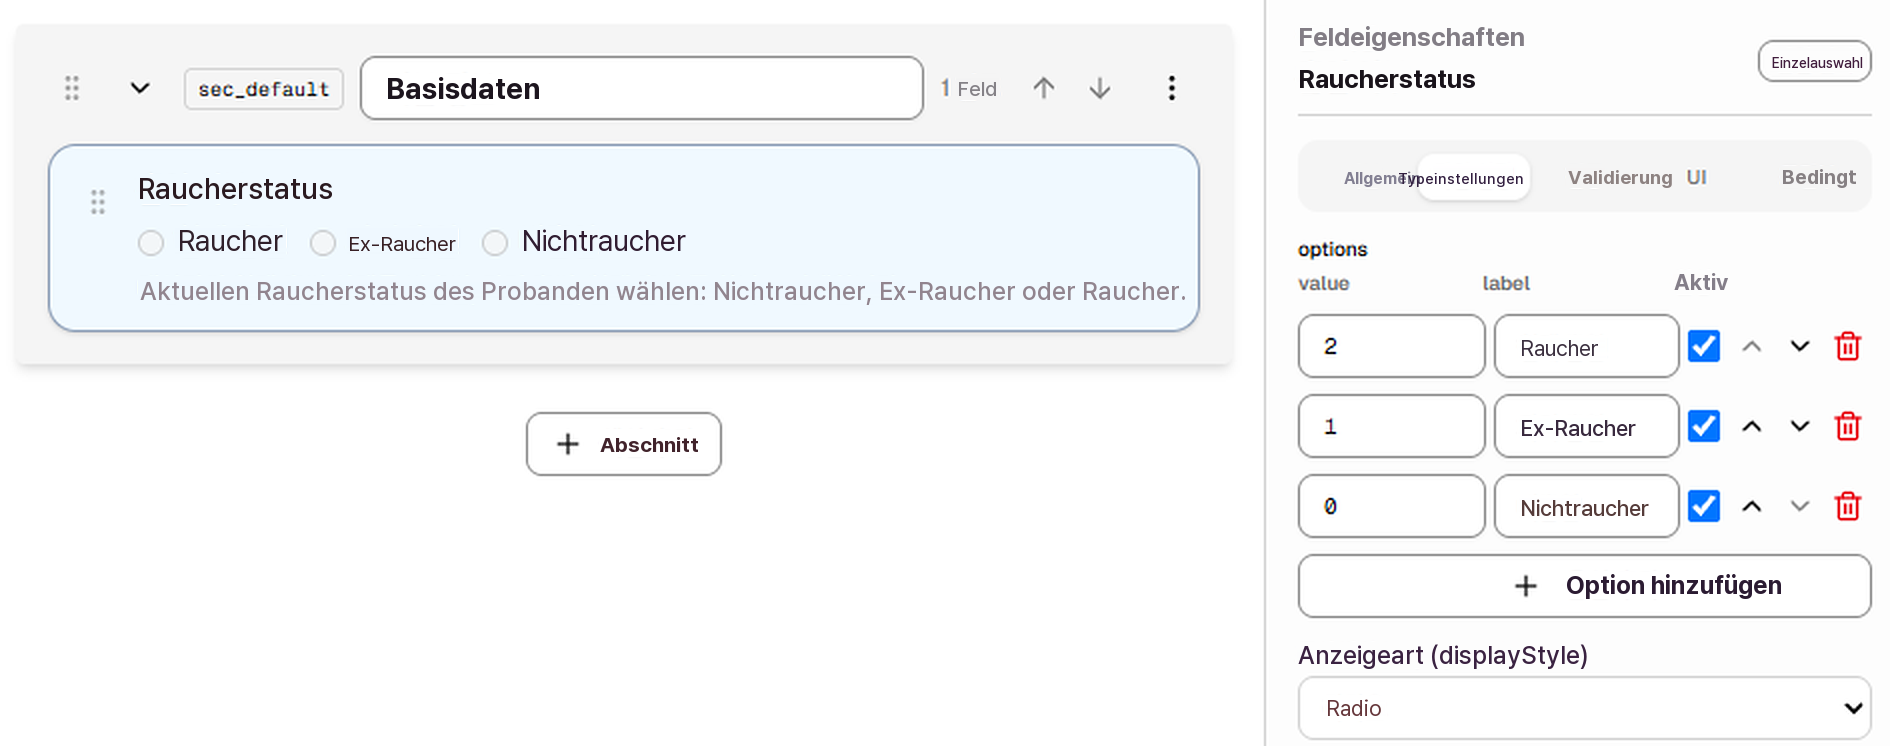 sec_default
Basisdaten
1 Feld
Raucherstatus
Raucher
Ex-Raucher
Nichtraucher
Aktuellen Raucherstatus des Probanden wählen: Nichtraucher, Ex-Raucher oder Raucher.
Abschnitt
Feldeigenschaften
Raucherstatus
Einzelauswahl
Allgemein
Typeinstellungen
Validierung
UI
Bedingt
options
value
label
Aktiv
2
Raucher
1
Ex-Raucher
0
Nichtraucher
Option hinzufügen
Anzeigeart (displayStyle)
Radio